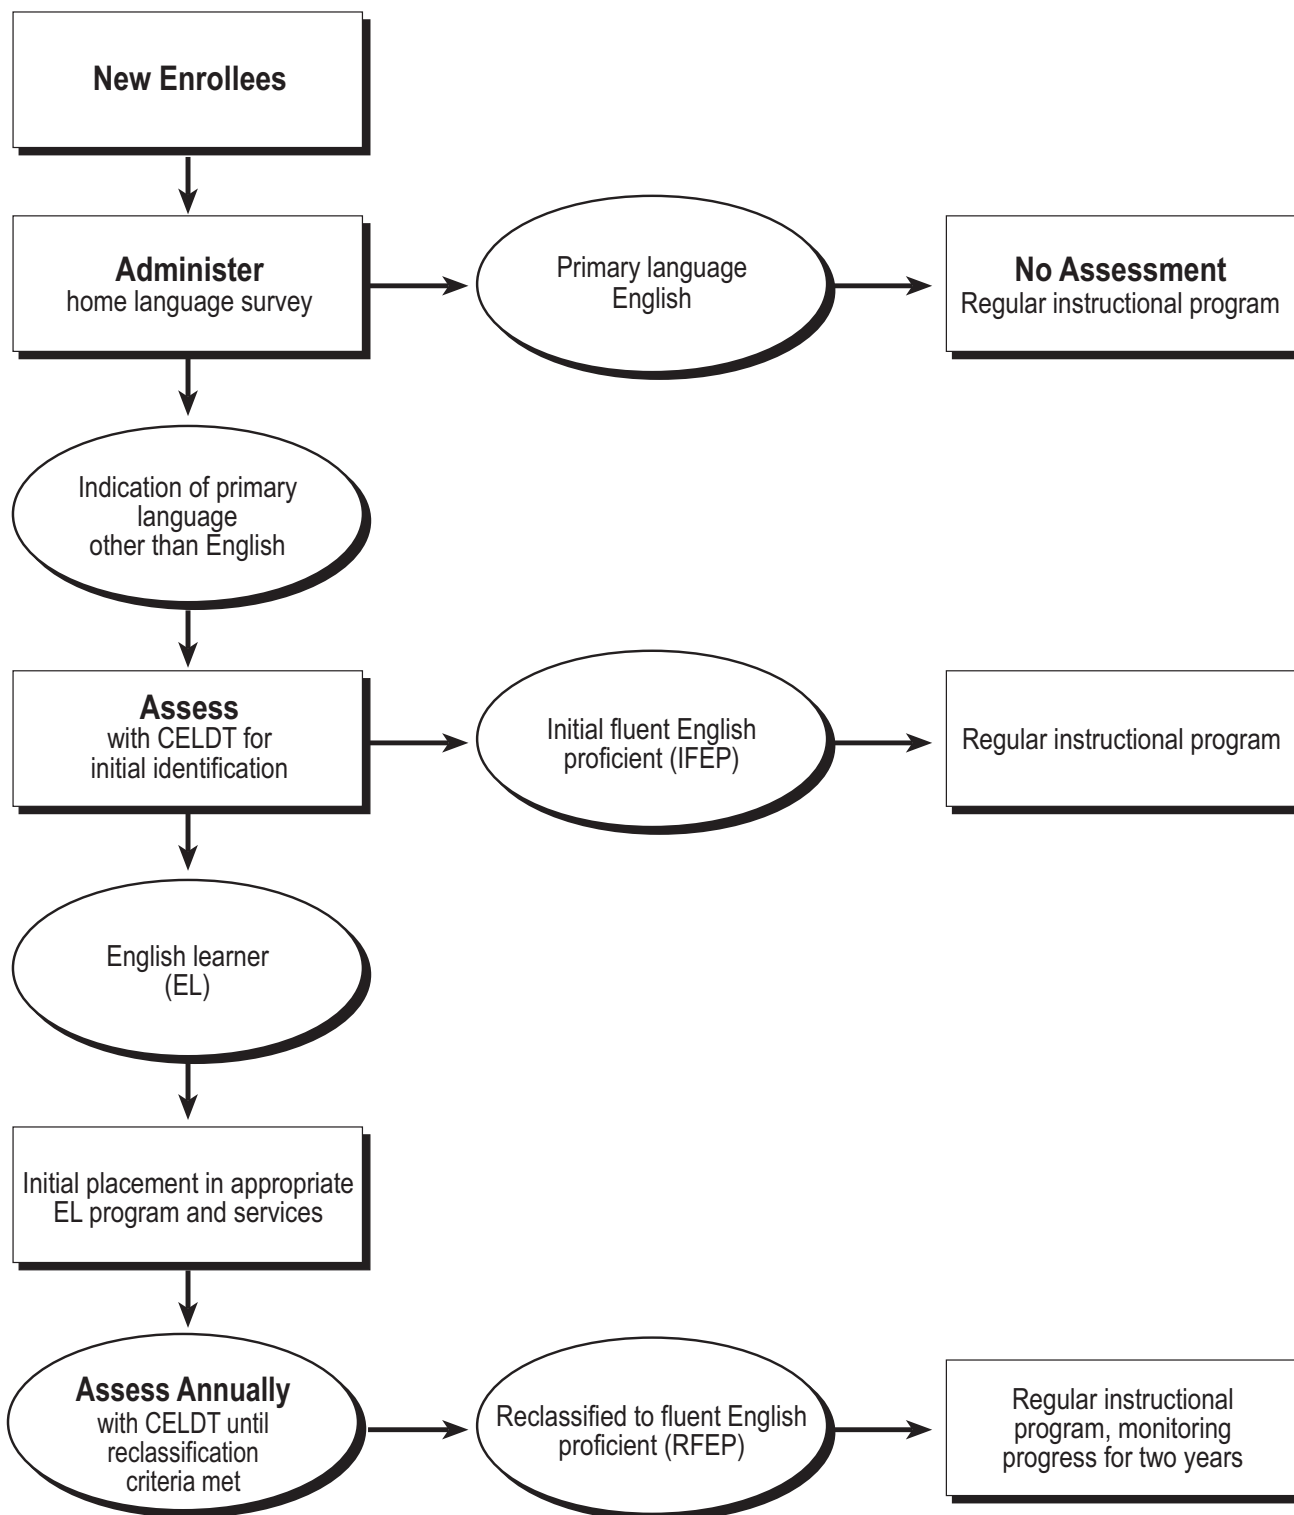 New Enrollees
Administer
home language survey
Primary language
English
No Assessment
Regular instructional program
Indication of primary
language
other than English
Assess
with CELDT for
initial identification
Initial fluent English
proficient (IFEP)
Regular instructional program
English learner
(EL)
Initial placement in appropriate
EL program and services
Assess Annually
with CELDT until
reclassification
criteria met
Reclassified to fluent English
proficient (RFEP)
Regular instructional
program, monitoring
progress for two years